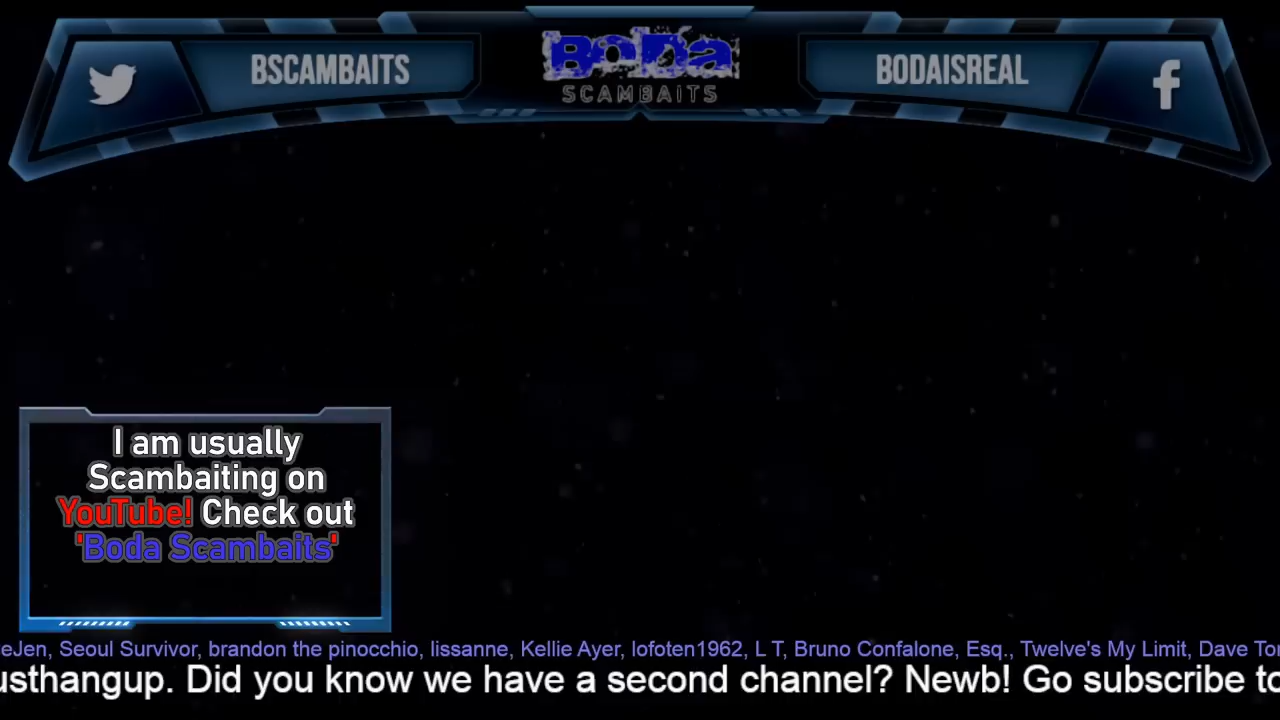 BSCAMBAITS
BoDa
SCAMBAITS
BODAISREAL
I am usually
Scambaiting on
YouTube! Check out
'Boda Scambaits'
eJen, Seoul Survivor, brandon the pinocchio, lissanne, Kellie Ayer, lofoten1962, L T, Bruno Confalone, Esq., Twelve's My Limit, Dave
usthangup. Did you know we have a second channel? Newb! Go subscribe to